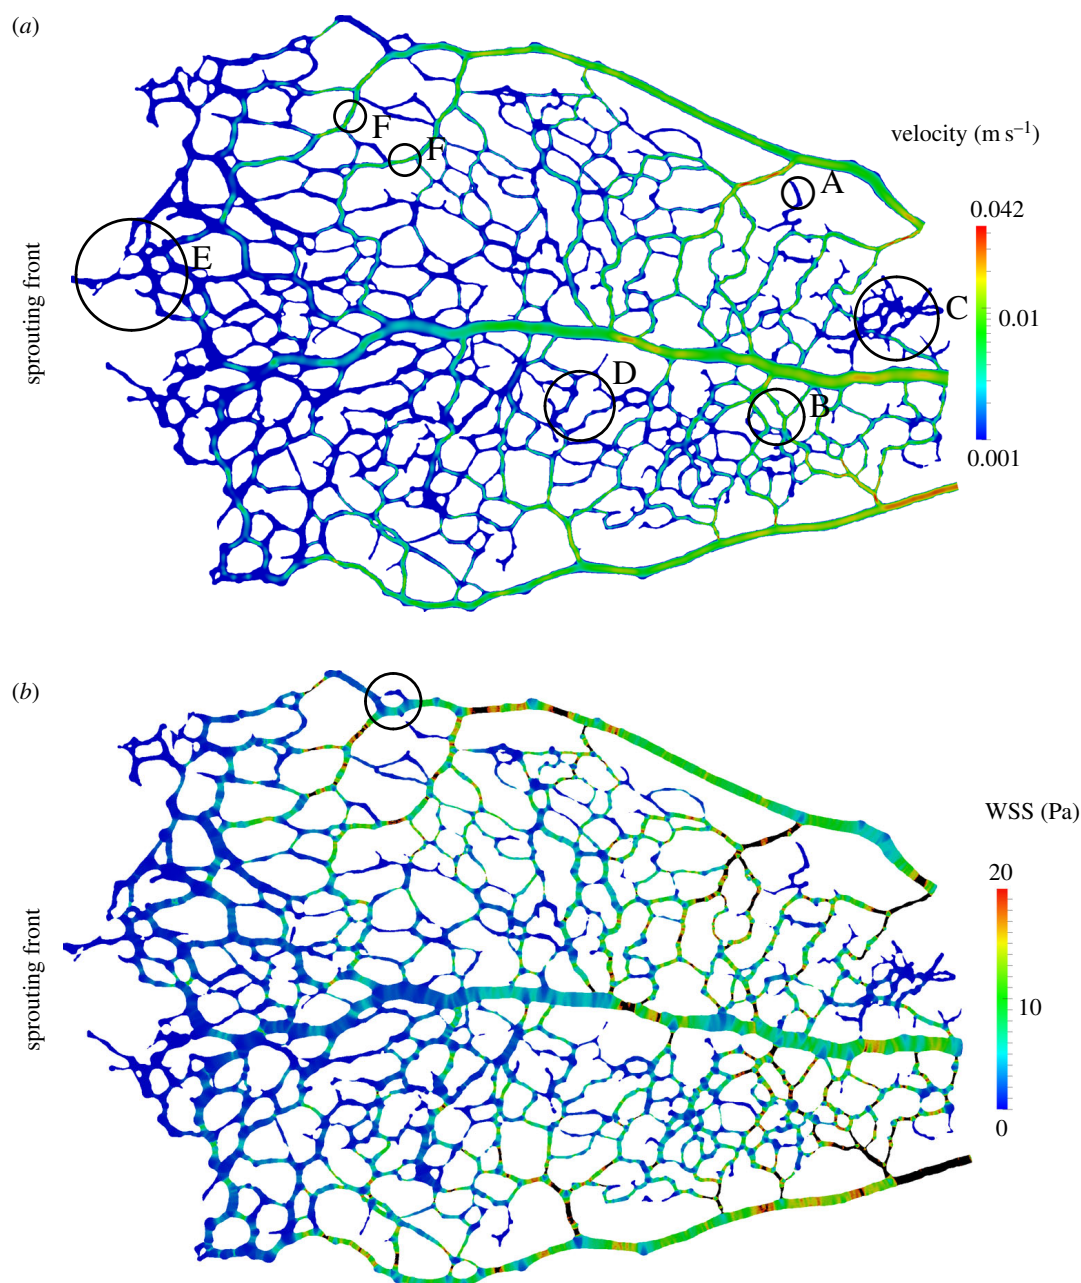 (a)
F
F
A
velocity (m s⁻¹)
0.042
0.01
0.001
E
C
D
B
sprouting front
(b)
WSS (Pa)
20
10
0
sprouting front